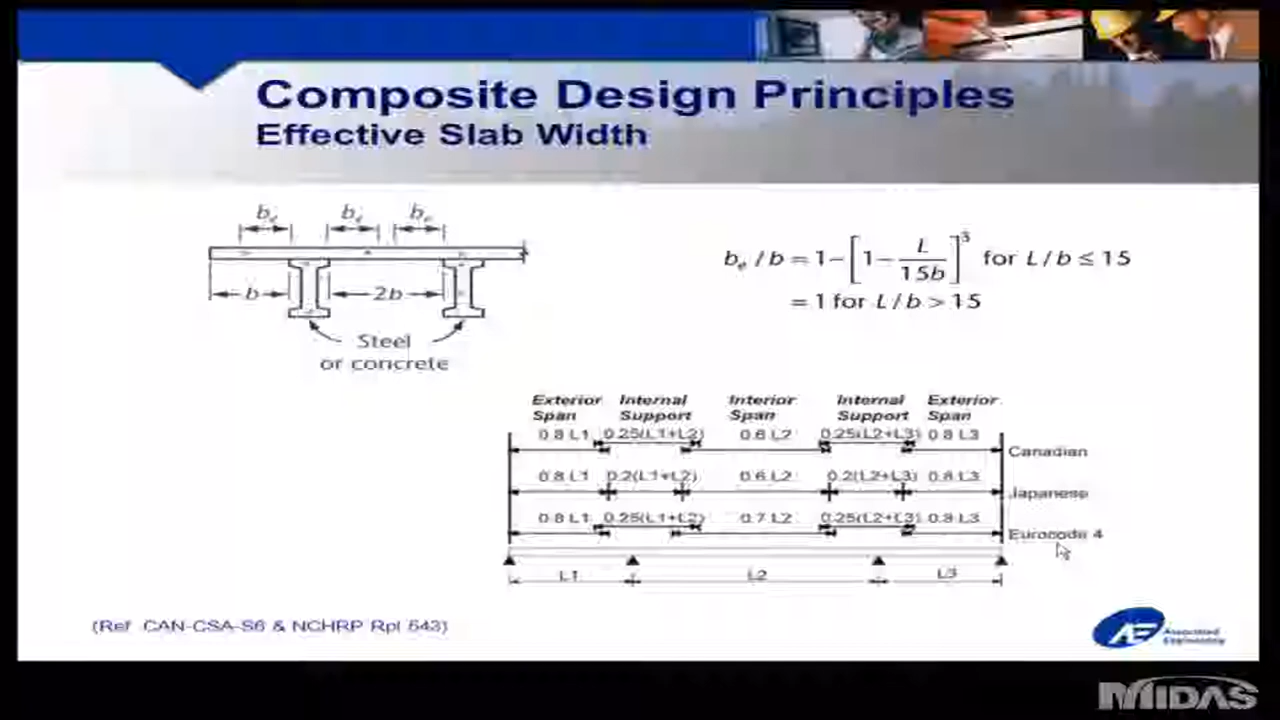 Composite Design Principles
Effective Slab Width
be be be
b 2b
Steel
or concrete
be / b = 1 − [1 − L/15b]³ for L / b ≤ 15
= 1 for L / b > 15
Exterior Span Internal Support Interior Span Internal Support Exterior Span
0.8 L1 0.25(L1+L2) 0.6 L2 0.25(L2+L3) 0.8 L3 Canadian
0.8 L1 0.2(L1+L2) 0.6 L2 0.2(L2+L3) 0.8 L3 Japanese
0.8 L1 0.25(L1+L2) 0.7 L2 0.25(L2+L3) 0.8 L3 Eurocode 4
L1 L2 L3
(Ref CAN-CSA-S6 & NCHRP Rpt 543)
AE Associated Engineering
MIDAS